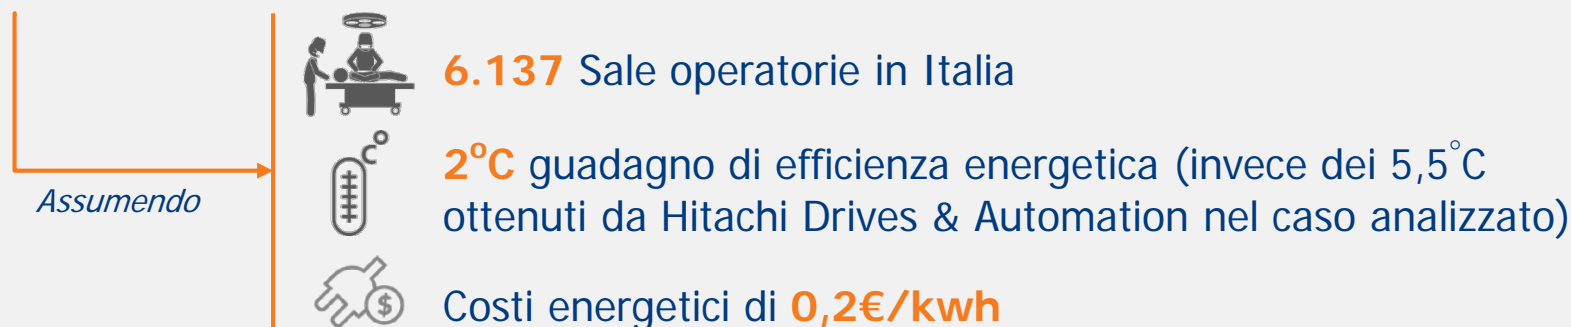 6.137 Sale operatorie in Italia
2°C guadagno di efficienza energetica (invece dei 5,5°C
Assumendo
ottenuti da Hitachi Drives & Automation nel caso analizzato)
Costi energetici di 0,2€/kwh